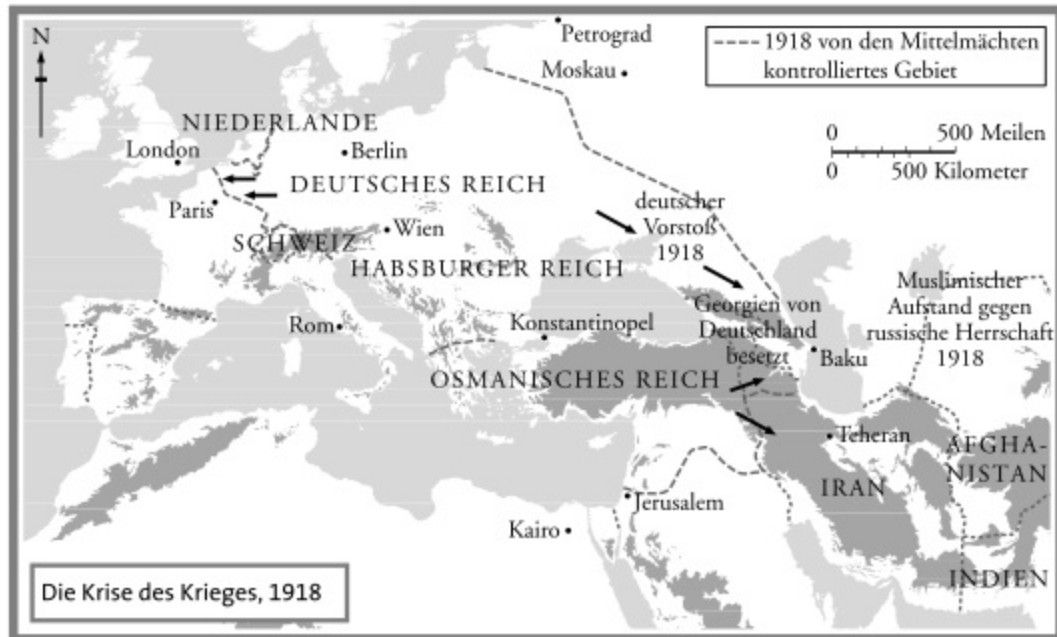 N
Petrograd
Moskau
1918 von den Mittelmächten
kontrolliertes Gebiet
0 500 Meilen
0 500 Kilometer
NIEDERLANDE
London
Berlin
DEUTSCHES REICH
Paris
SCHWEIZ
Wien
HABSBURGER REICH
deutscher
Vorstoß
1918
Rom
Konstantinopel
Georgien von
Deutschland
besetzt
Baku
Muslimischer
Aufstand gegen
russische Herrschaft
1918
OSMANISCHES REICH
Teheran
AFGHA-
NISTAN
IRAN
Jerusalem
Kairo
INDIEN
Die Krise des Krieges, 1918